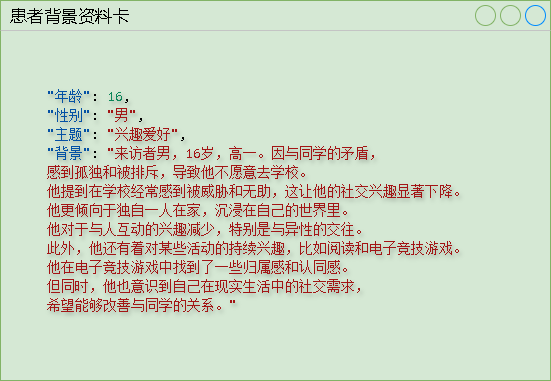 患者背景资料卡
"年龄": 16,
"性别": "男",
"主题": "兴趣爱好",
"背景": "来访者男，16岁，高一。因与同学的矛盾，
感到孤独和被排斥，导致他不愿意去学校。
他提到在学校经常感到被威胁和无助，这让他的社交兴趣显著下降。
他更倾向于独自一人在家，沉浸在自己的世界里。
他对于与人互动的兴趣减少，特别是与异性的交往。
此外，他还有着对某些活动的持续兴趣，比如阅读和电子竞技游戏。
他在电子竞技游戏中找到了一些归属感和认同感。
但同时，他也意识到自己在现实生活中的社交需求，
希望能够改善与同学的关系。"